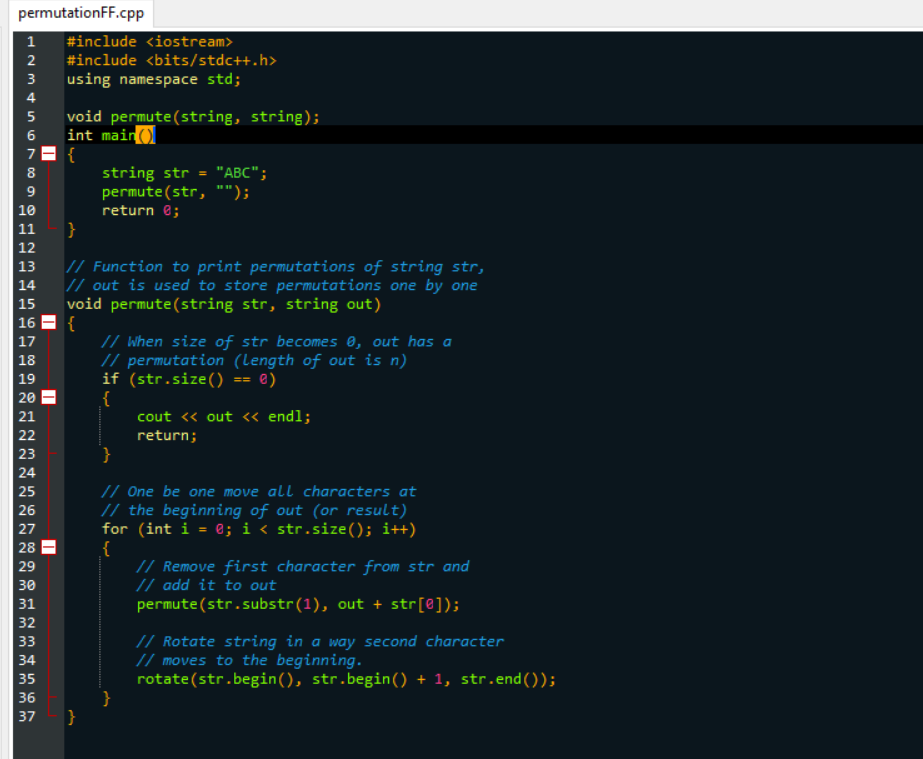 permutationFF.cpp
1 #include <iostream>
2 #include <bits/stdc++.h>
3 using namespace std;
4
5 void permute(string, string);
6 int main()
7 {
8     string str = "ABC";
9     permute(str, "");
10     return 0;
11 }
12
13 // Function to print permutations of string str,
14 // out is used to store permutations one by one
15 void permute(string str, string out)
16 {
17     // When size of str becomes 0, out has a
18     // permutation (length of out is n)
19     if (str.size() == 0)
20     {
21         cout << out << endl;
22         return;
23     }
24
25     // One be one move all characters at
26     // the beginning of out (or result)
27     for (int i = 0; i < str.size(); i++)
28     {
29         // Remove first character from str and
30         // add it to out
31         permute(str.substr(1), out + str[0]);
32
33         // Rotate string in a way second character
34         // moves to the beginning.
35         rotate(str.begin(), str.begin() + 1, str.end());
36     }
37 }